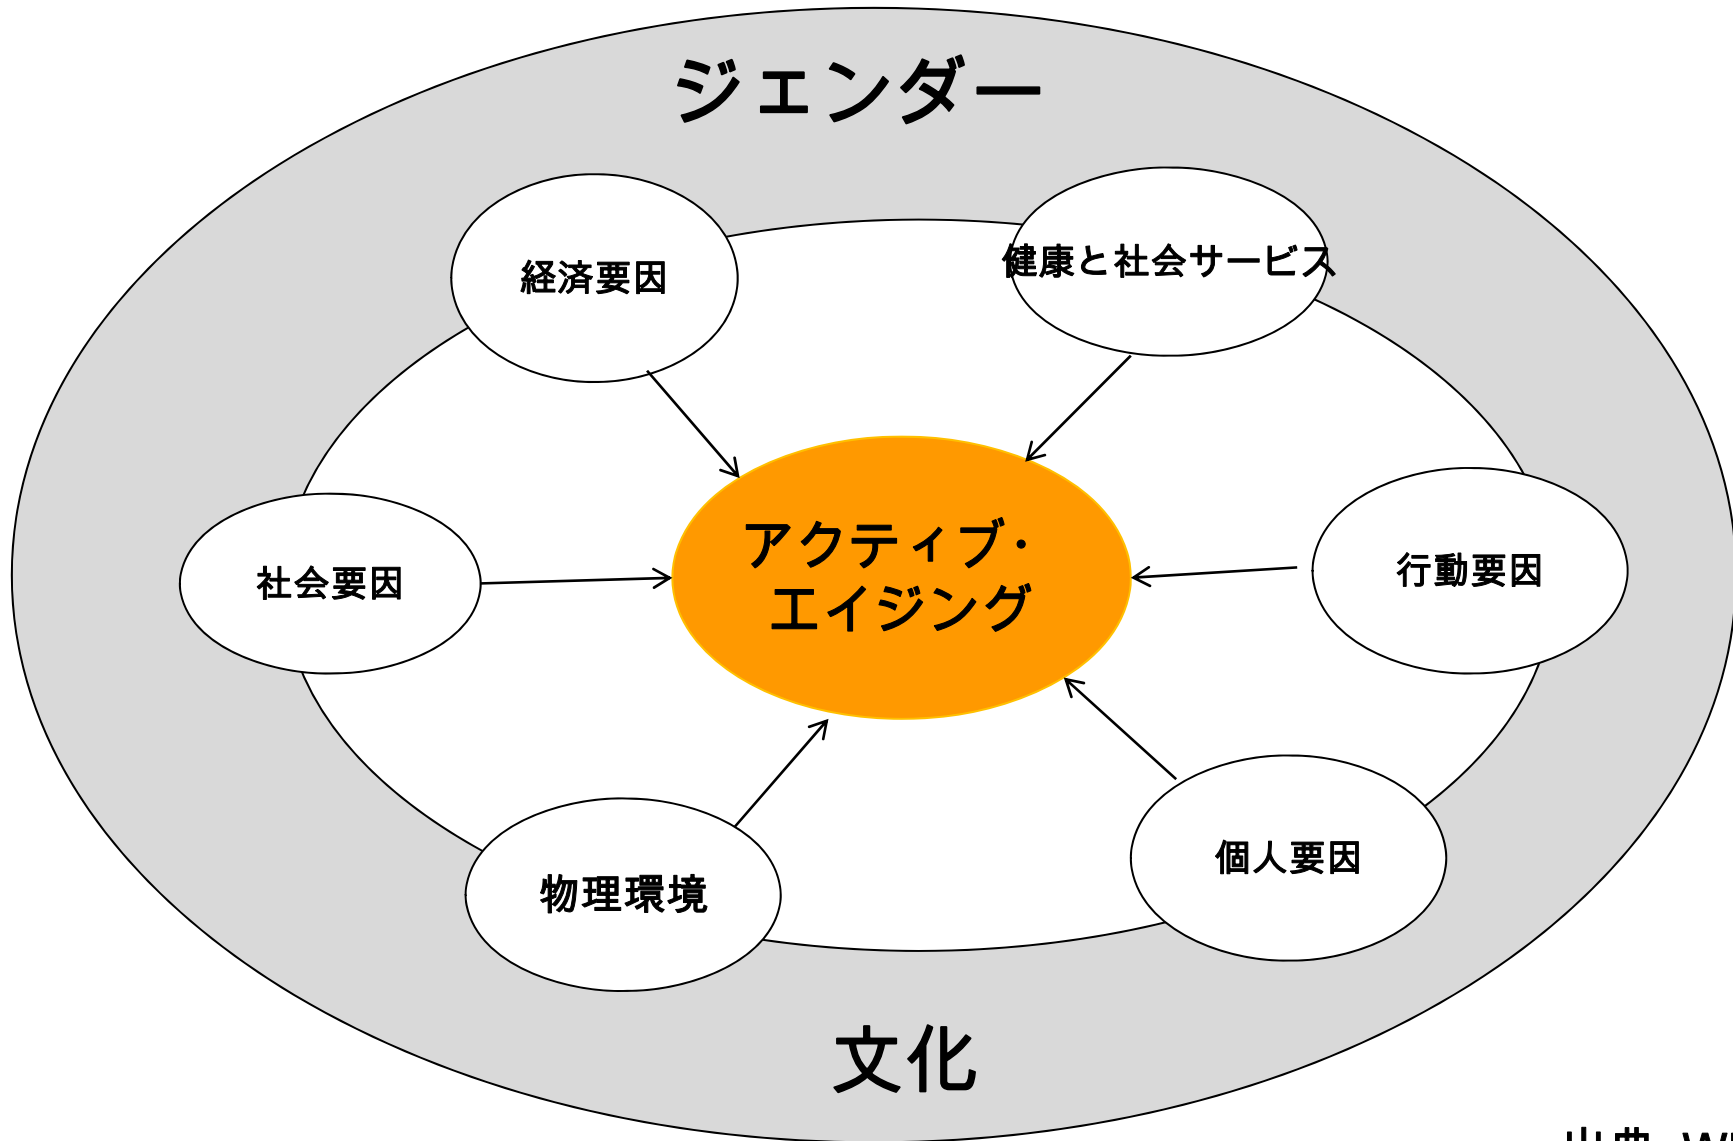 ジェンダー
経済要因
健康と社会サービス
アクティブ・
エイジング
社会要因
行動要因
物理環境
個人要因
文化